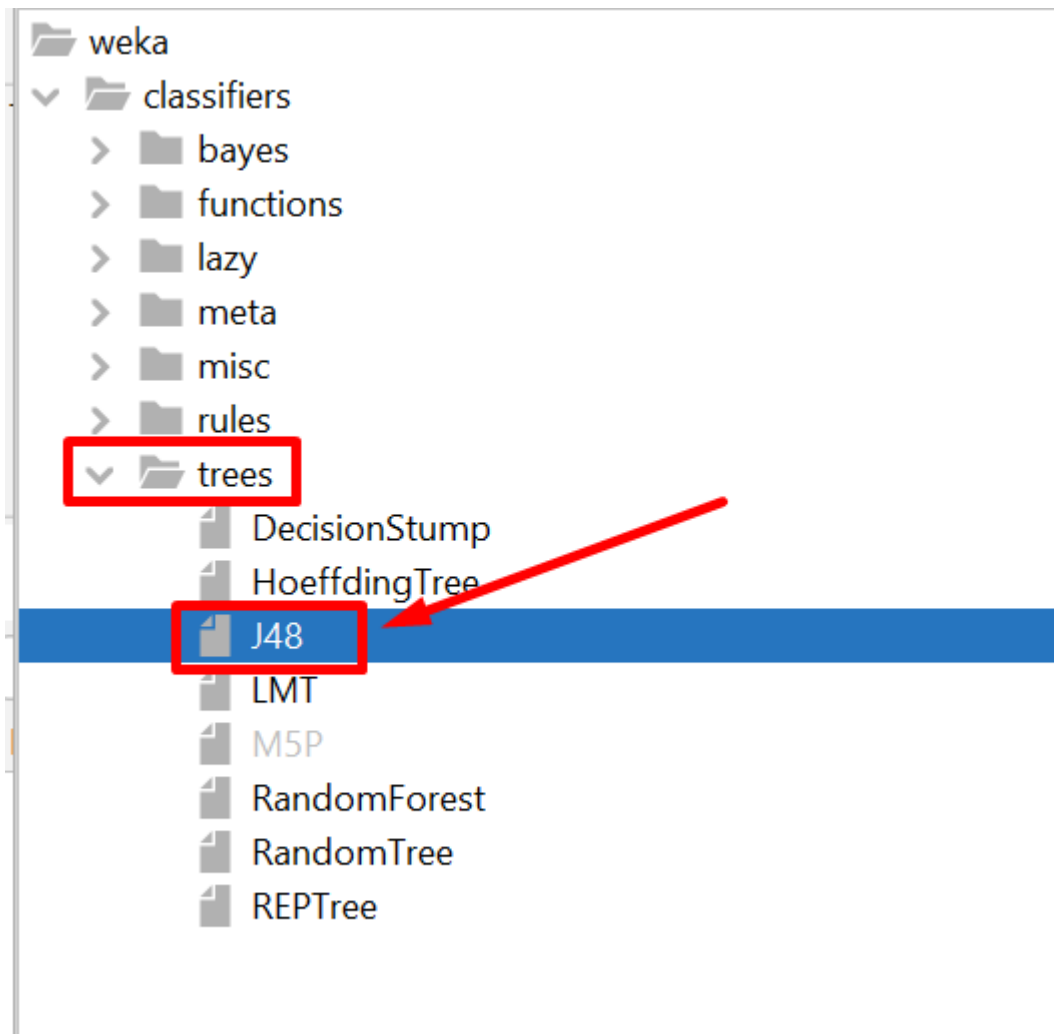 weka
classifiers
bayes
functions
lazy
meta
misc
rules
trees
DecisionStump
HoeffdingTree
J48
LMT
M5P
RandomForest
RandomTree
REPTree